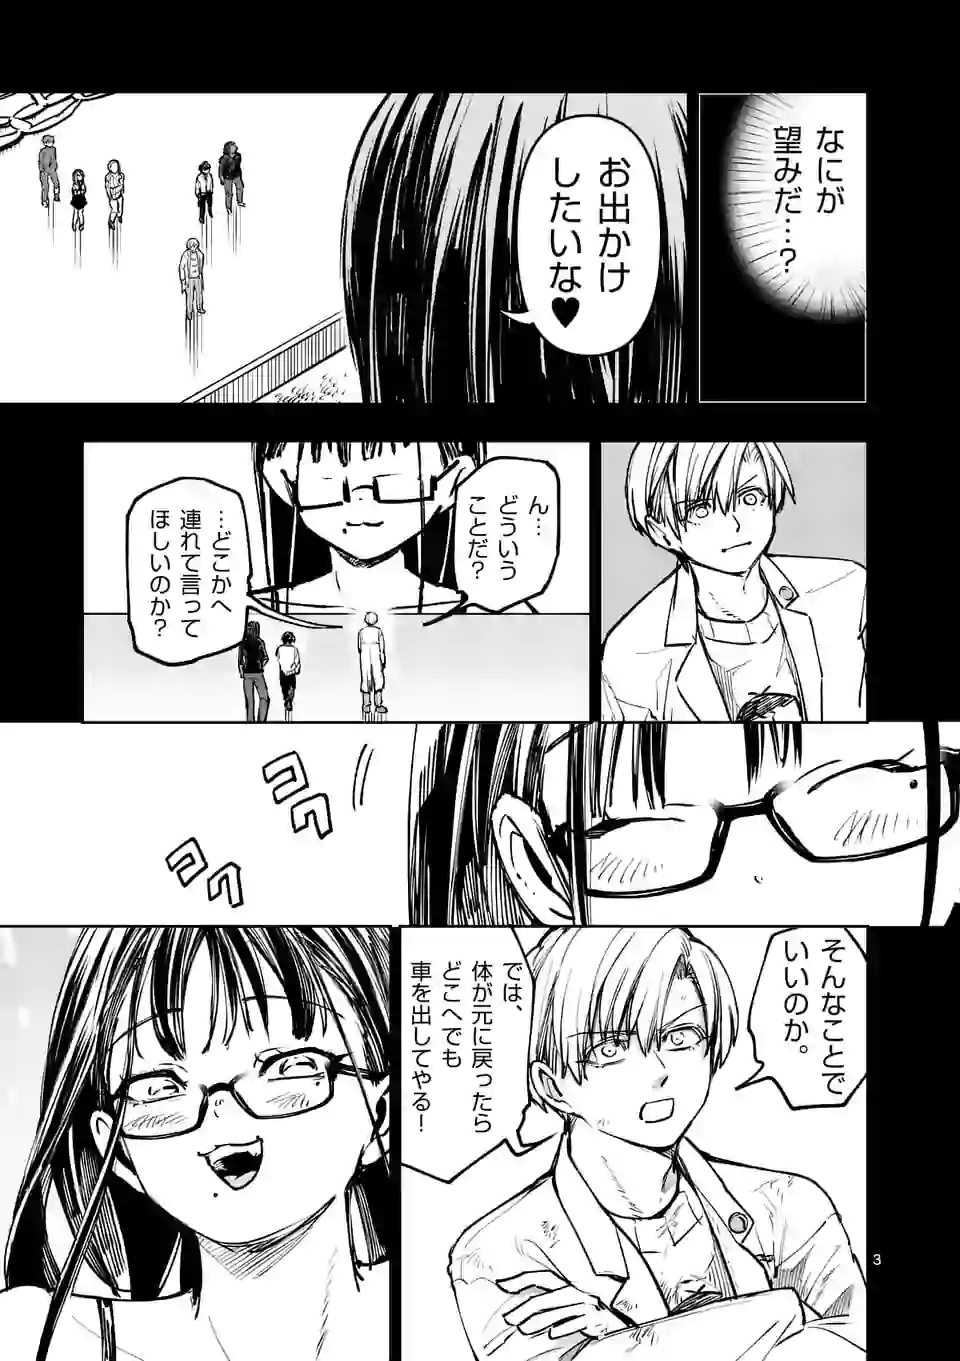 なにが
望みだ…?
お出かけ
したいな♥
ん…
どういう
ことだ?
…どこかへ
連れて言って
ほしいのか?
コク
コク
そんなことで
いいのか。
では、
体が元に戻ったら
どこへでも
車を出してやる!
3